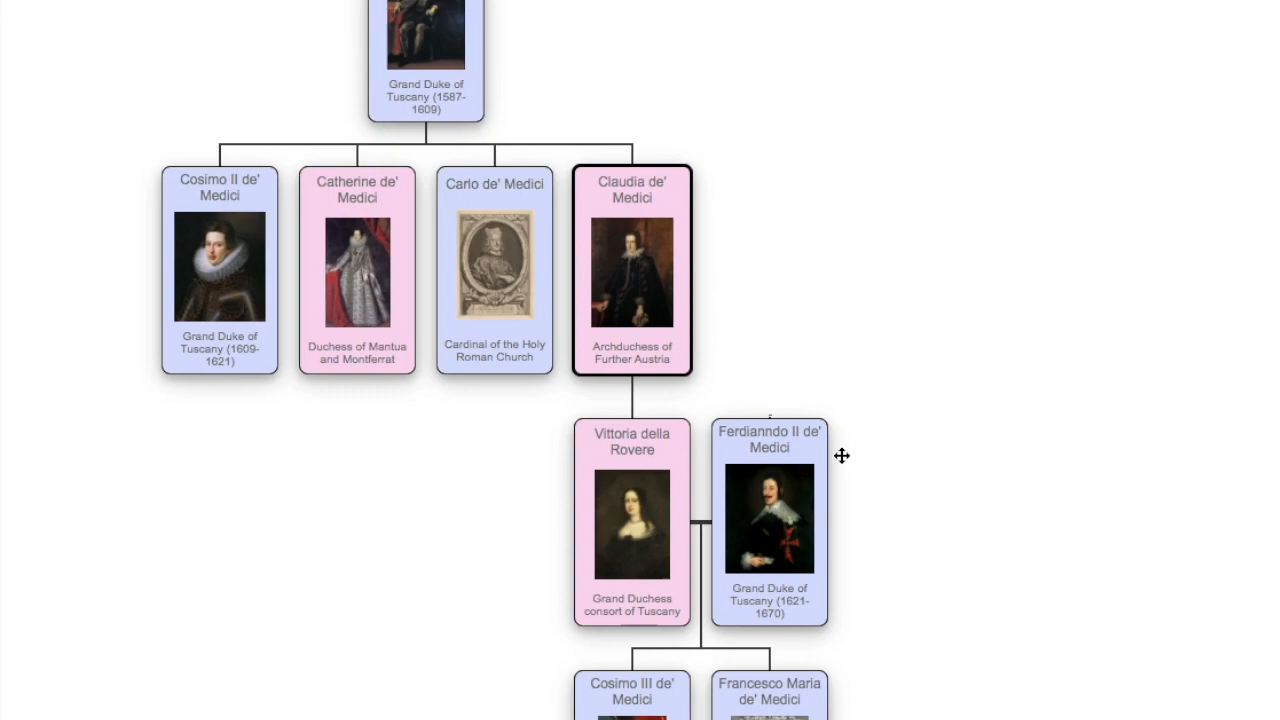 Grand Duke of
Tuscany (1587-
1609)
Cosimo II de'
Medici
Grand Duke of
Tuscany (1609-
1621)
Catherine de'
Medici
Duchess of Mantua
and Montferrat
Carlo de' Medici
Cardinal of the Holy
Roman Church
Claudia de'
Medici
Archduchess of
Further Austria
Vittoria della
Rovere
Grand Duchess
consort of Tuscany
Ferdianndo II de'
Medici
Grand Duke of
Tuscany (1621-
1670)
Cosimo III de'
Medici
Francesco Maria
de' Medici